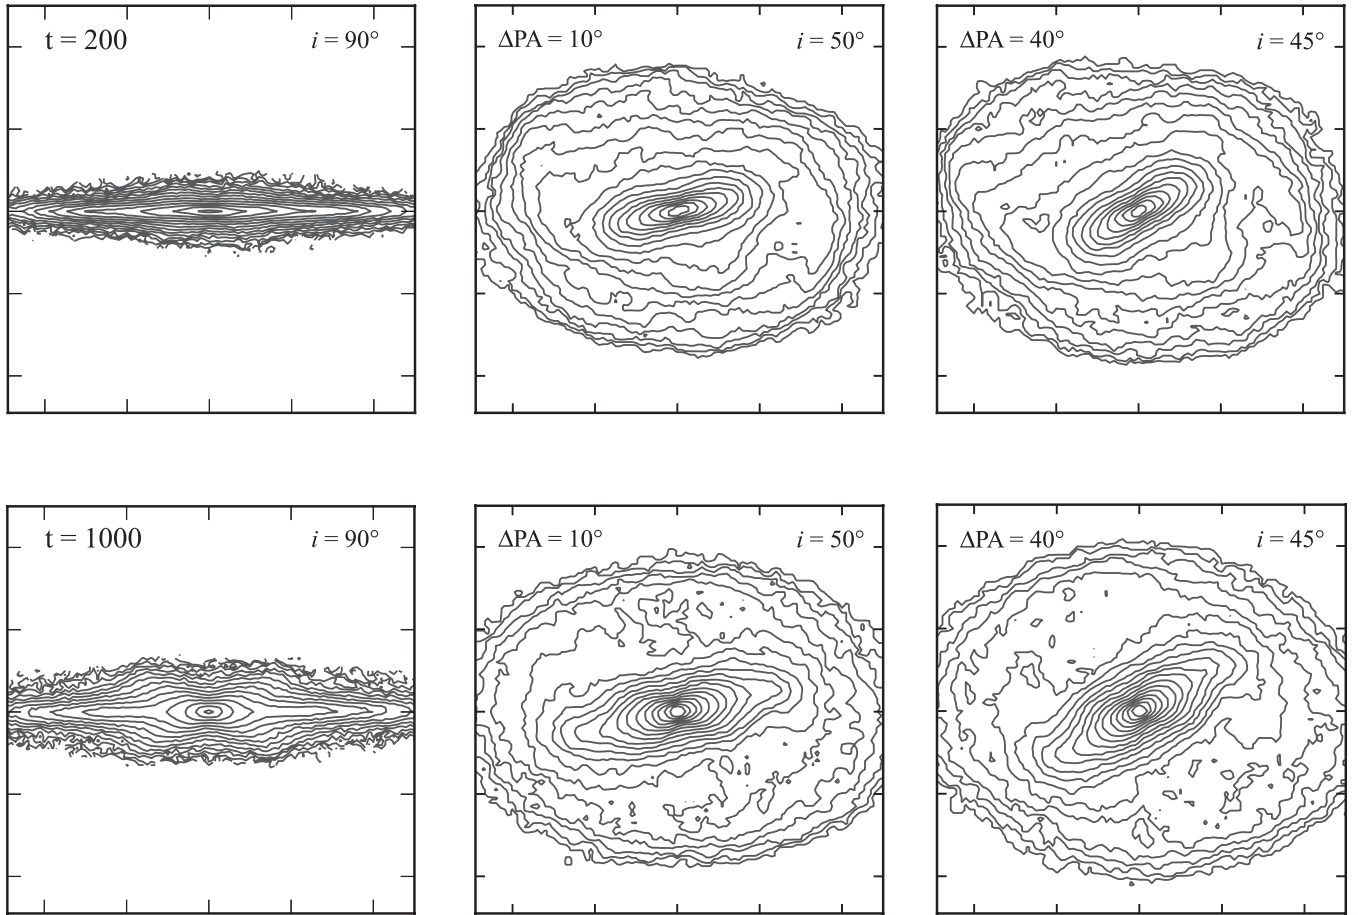 t = 200 i = 90°
ΔPA = 10° i = 50°
ΔPA = 40° i = 45°
t = 1000 i = 90°
ΔPA = 10° i = 50°
ΔPA = 40° i = 45°